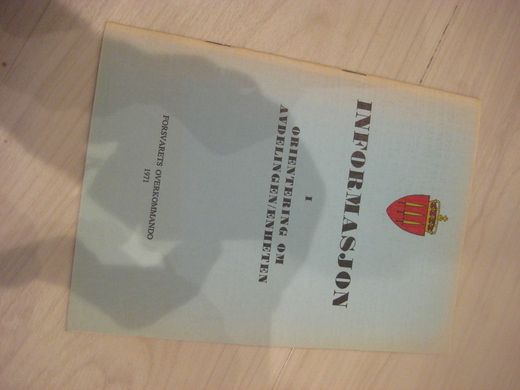 INFORMASJON
I
ORIENTERING OM
AVDELINGEN/ENHETEN
FORSVARETS OVERKOMMANDO
1971